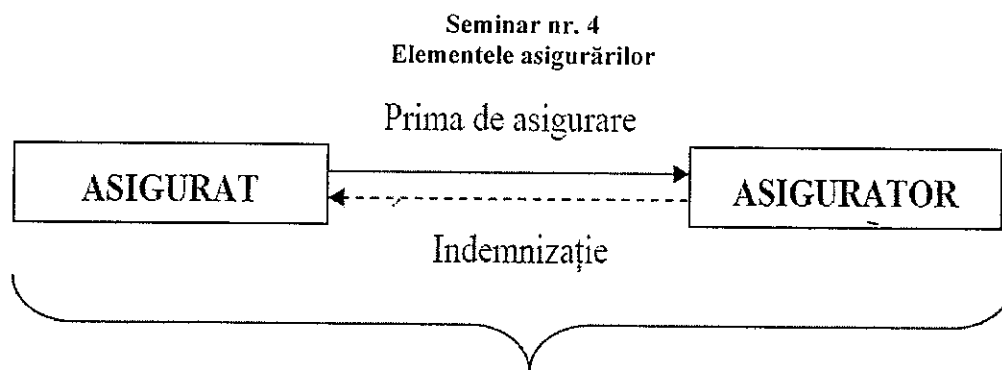 Seminar nr. 4
Elementele asigurărilor
Prima de asigurare
ASIGURAT
ASIGURATOR
Indemnizație